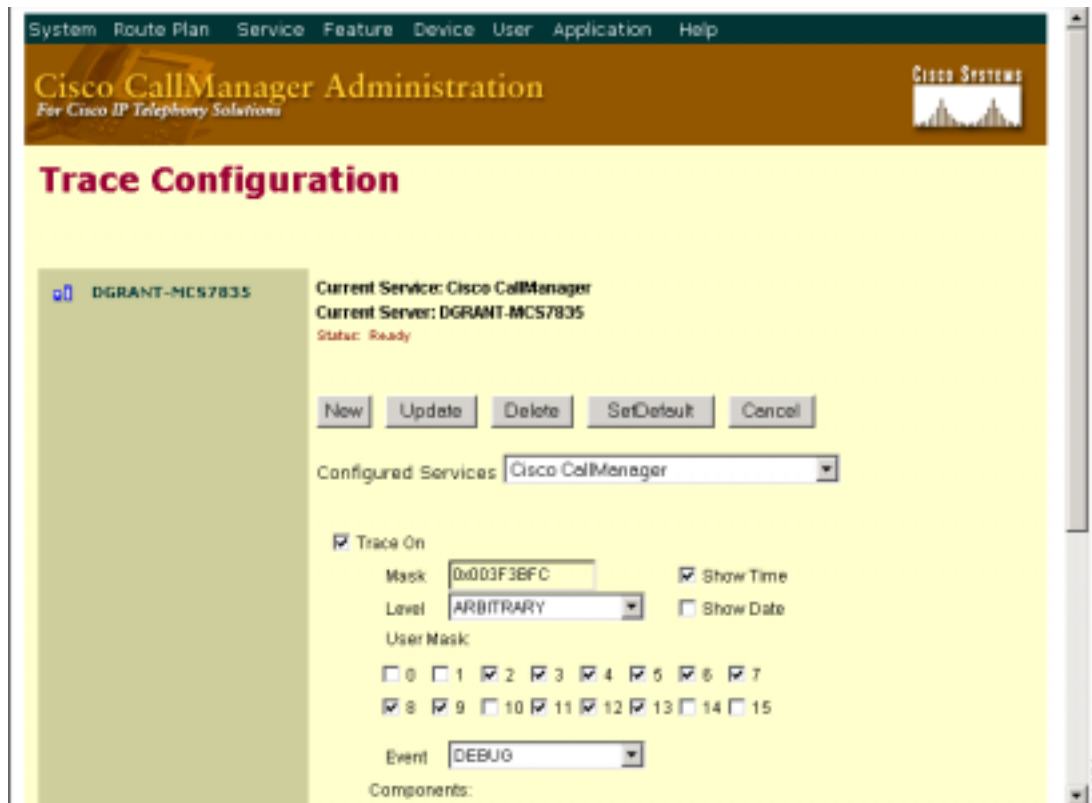 System Route Plan Service Feature Device User Application Help
Cisco CallManager Administration
For Cisco IP Telephony Solutions
CISCO SYSTEMS
Trace Configuration
DGRANT-MCS7835
Current Service: Cisco CallManager
Current Server: DGRANT-MCS7835
Status: Ready
New Update Delete SetDefault Cancel
Configured Services Cisco CallManager
Trace On
Mask 0x003F3BFC Show Time
Level ARBITRARY Show Date
User Mask:
0 1 2 3 4 5 6 7
8 9 10 11 12 13 14 15
Event DEBUG
Components: